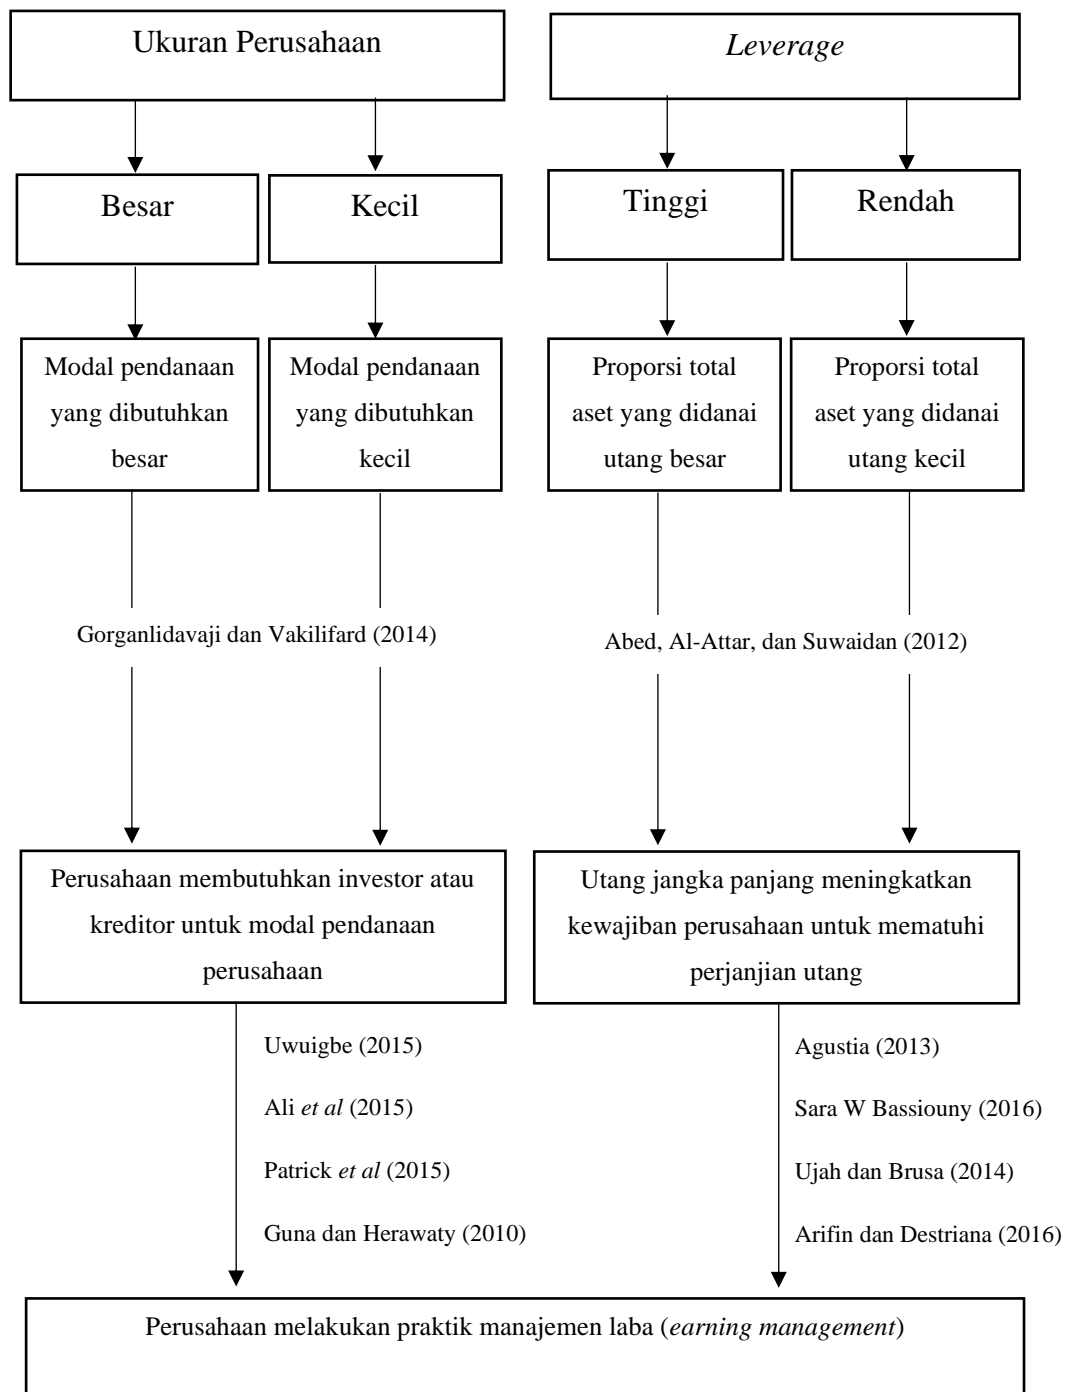 Ukuran Perusahaan
Leverage
Besar
Kecil
Tinggi
Rendah
Modal pendanaan
yang dibutuhkan
besar
Modal pendanaan
yang dibutuhkan
kecil
Proporsi total
aset yang didanai
utang besar
Proporsi total
aset yang didanai
utang kecil
Gorganlidavaji dan Vakilifard (2014)
Abed, Al-Attar, dan Suwaidan (2012)
Perusahaan membutuhkan investor atau
kreditor untuk modal pendanaan
perusahaan
Utang jangka panjang meningkatkan
kewajiban perusahaan untuk mematuhi
perjanjian utang
Uwuigbe (2015)
Ali et al (2015)
Patrick et al (2015)
Guna dan Herawaty (2010)
Agustia (2013)
Sara W Bassiouny (2016)
Ujah dan Brusa (2014)
Arifin dan Destriana (2016)
Perusahaan melakukan praktik manajemen laba (earning management)